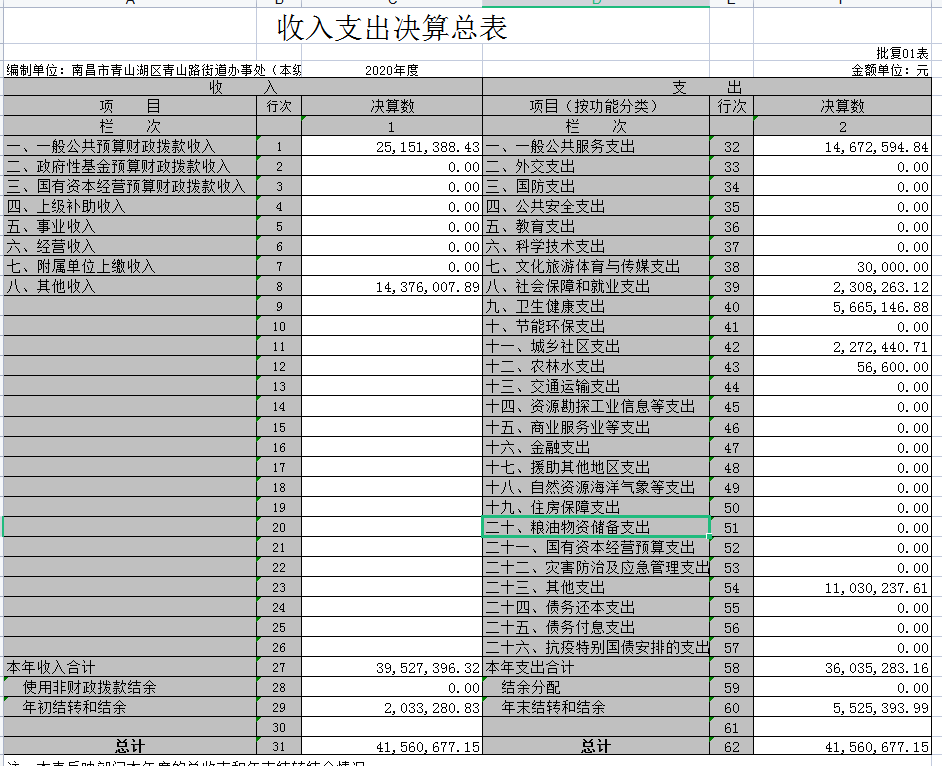 收入支出决算总表
批复01表
编制单位：南昌市青山湖区青山路街道办事处（本级 2020年度 金额单位：元
收 入 支 出
项 目 行次 决算数 项目（按功能分类） 行次 决算数
栏 次 1 栏 次 2
一、一般公共预算财政拨款收入 1 25,151,388.43 一、一般公共服务支出 32 14,672,594.84
二、政府性基金预算财政拨款收入 2 0.00 二、外交支出 33 0.00
三、国有资本经营预算财政拨款收入 3 0.00 三、国防支出 34 0.00
四、上级补助收入 4 0.00 四、公共安全支出 35 0.00
五、事业收入 5 0.00 五、教育支出 36 0.00
六、经营收入 6 0.00 六、科学技术支出 37 0.00
七、附属单位上缴收入 7 0.00 七、文化旅游体育与传媒支出 38 30,000.00
八、其他收入 8 14,376,007.89 八、社会保障和就业支出 39 2,308,263.12
9 九、卫生健康支出 40 5,665,146.88
10 十、节能环保支出 41 0.00
11 十一、城乡社区支出 42 2,272,440.71
12 十二、农林水支出 43 56,600.00
13 十三、交通运输支出 44 0.00
14 十四、资源勘探工业信息等支出 45 0.00
15 十五、商业服务业等支出 46 0.00
16 十六、金融支出 47 0.00
17 十七、援助其他地区支出 48 0.00
18 十八、自然资源海洋气象等支出 49 0.00
19 十九、住房保障支出 50 0.00
20 二十、粮油物资储备支出 51 0.00
21 二十一、国有资本经营预算支出 52 0.00
22 二十二、灾害防治及应急管理支出 53 0.00
23 二十三、其他支出 54 11,030,237.61
24 二十四、债务还本支出 55 0.00
25 二十五、债务付息支出 56 0.00
26 二十六、抗疫特别国债安排的支出 57 0.00
本年收入合计 27 39,527,396.32 本年支出合计 58 36,035,283.16
使用非财政拨款结余 28 0.00 结余分配 59 0.00
年初结转和结余 29 2,033,280.83 年末结转和结余 60 5,525,393.99
30 61
总计 31 41,560,677.15 总计 62 41,560,677.15